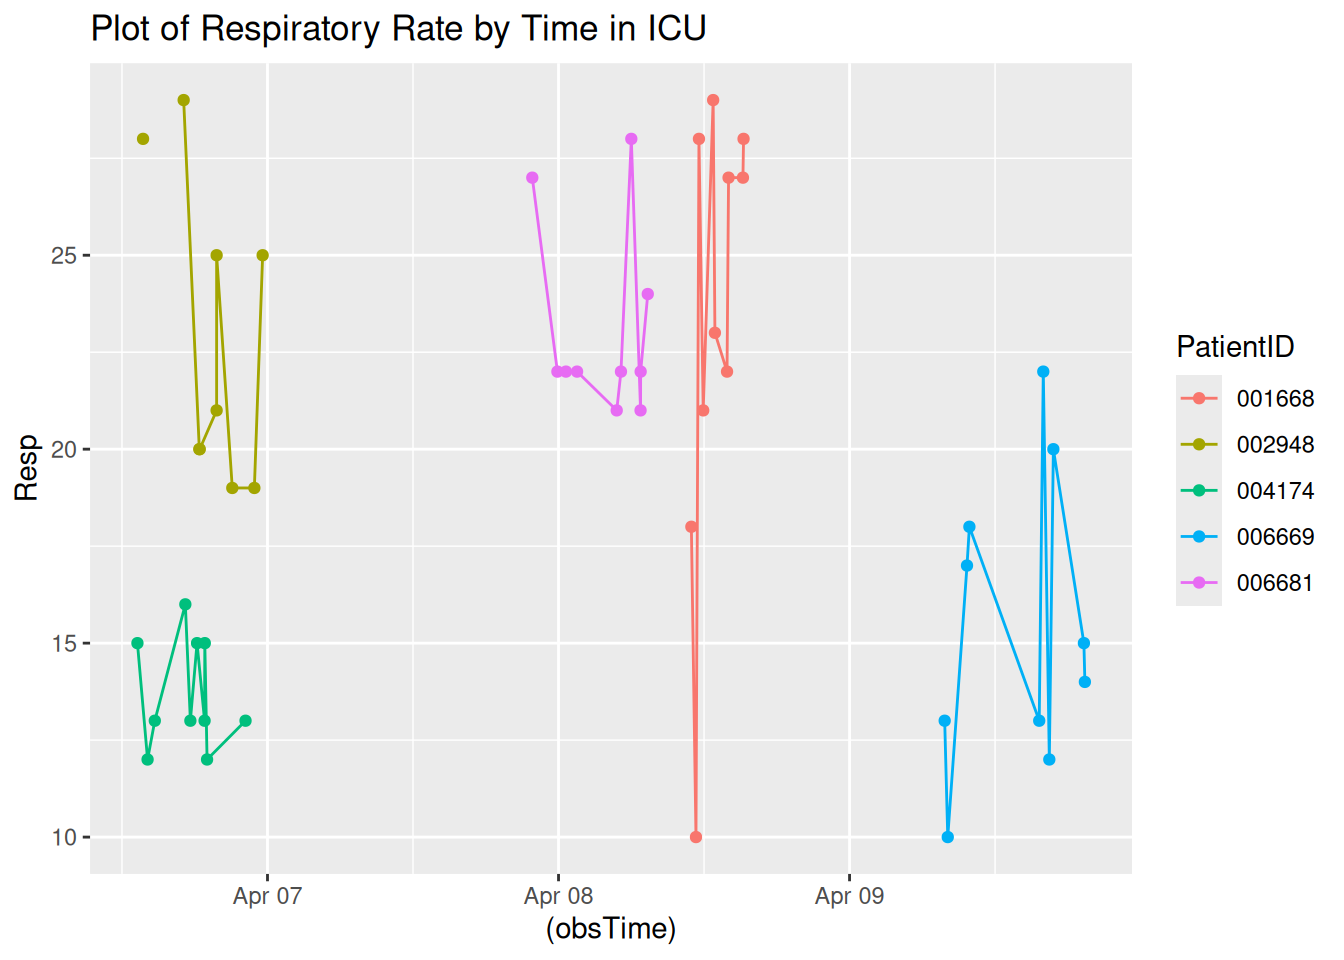 Plot of Respiratory Rate by Time in ICU
25
20
15
10
Resp
Apr 07
Apr 08
Apr 09
(obsTime)
PatientID
001668
002948
004174
006669
006681